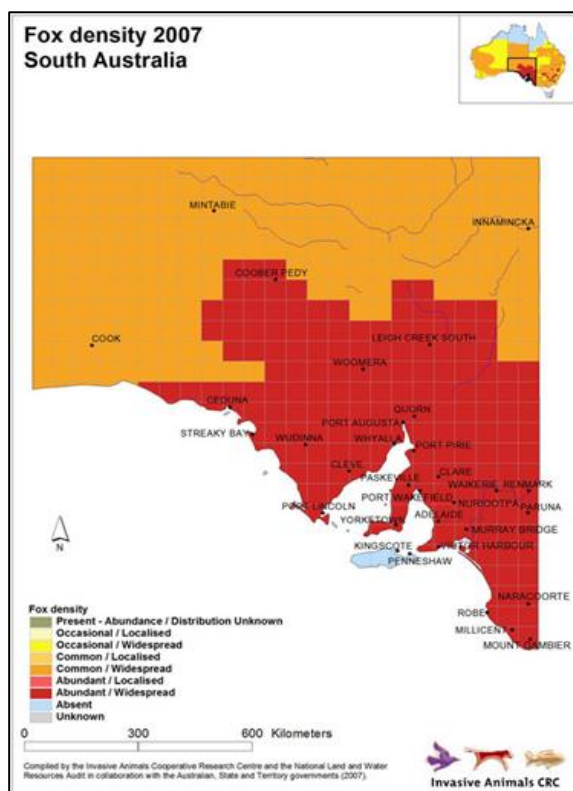 Fox density 2007
South Australia
MINTABIE
INNAMINCKA
COOBER PEDY
COOK
LEIGH CREEK SOUTH
WOOMERA
CEDUNA
QUORN
PORT AUGUSTA
STREAKY BAY
WUDINNA
WHYALLA
PORT PIRIE
CLEVE
CLARE
PASKEVILLE
WAIKERIE
RENMARK
PORT WAKEFIELD
NURIOOTPA
PARUNA
PORT LINCOLN
YORKETOWN
ADELAIDE
MURRAY BRIDGE
KINGSCOTE
VICTOR HARBOUR
PENNESHAW
N
NARACOORTE
ROBE
MILLICENT
MOUNT GAMBIER
Fox density
Present - Abundance / Distribution Unknown
Occasional / Localised
Occasional / Widespread
Common / Localised
Common / Widespread
Abundant / Localised
Abundant / Widespread
Absent
Unknown
0 300 600 Kilometers
Compiled by the Invasive Animals Cooperative Research Centre and the National Land and Water
Resources Audit in collaboration with the Australian, State and Territory governments (2007).
Invasive Animals CRC